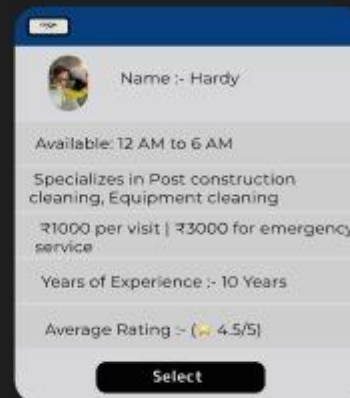 Name :- Hardy
Available: 12 AM to 6 AM
Specializes in Post construction
cleaning, Equipment cleaning
₹1000 per visit | ₹3000 for emergency
service
Years of Experience :- 10 Years
Average Rating :- (⭐ 4.5/5)
Select